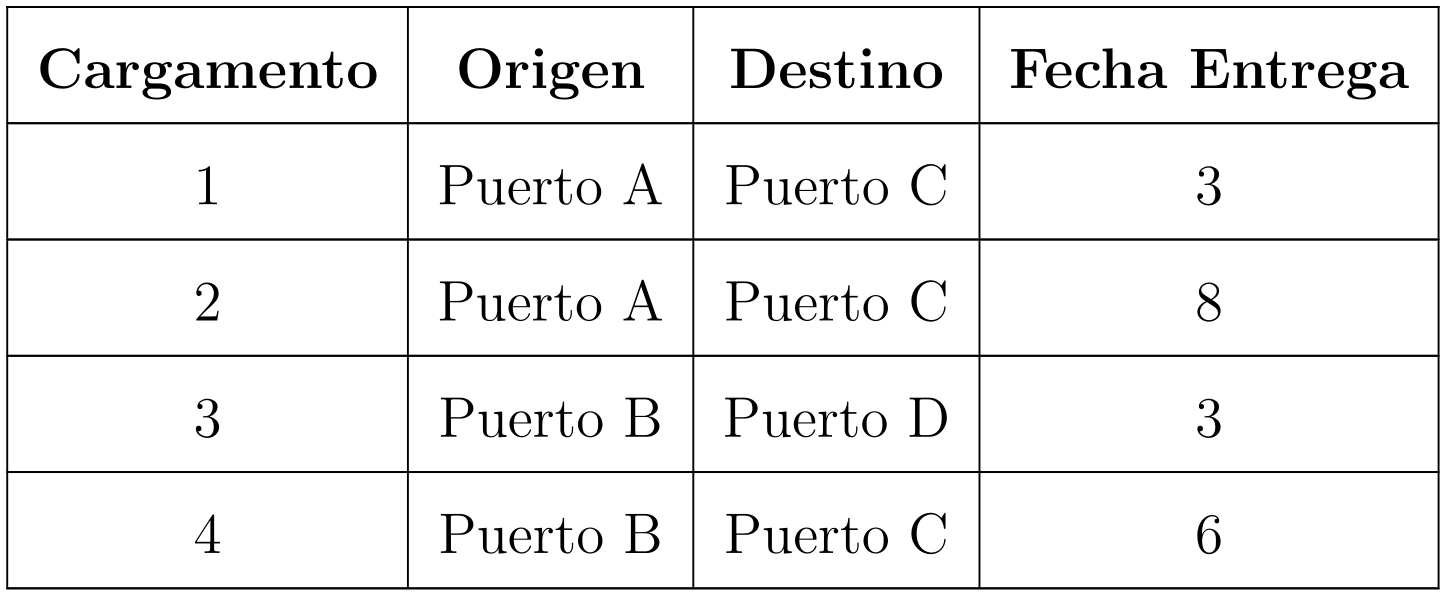 Cargamento Origen Destino Fecha Entrega
1 Puerto A Puerto C 3
2 Puerto A Puerto C 8
3 Puerto B Puerto D 3
4 Puerto B Puerto C 6